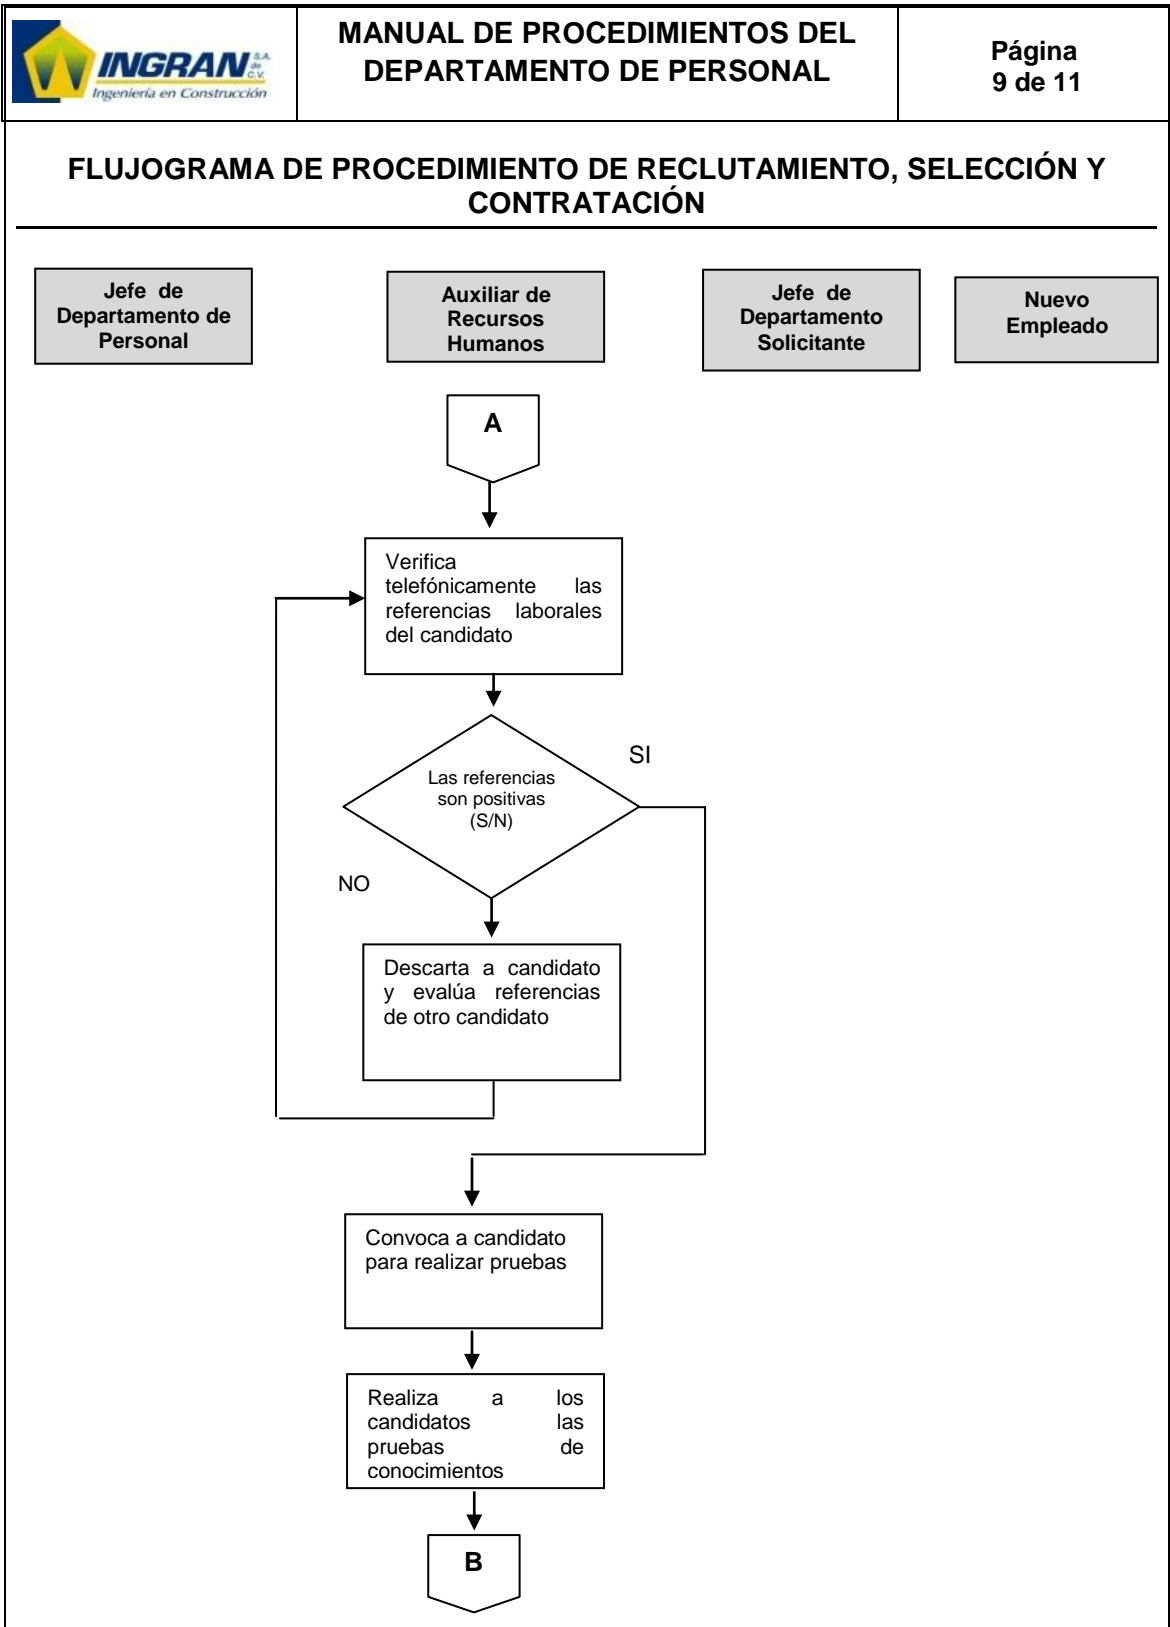 INGRAN S.A. de C.V.
Ingeniería en Construcción
MANUAL DE PROCEDIMIENTOS DEL
DEPARTAMENTO DE PERSONAL
Página
9 de 11
FLUJOGRAMA DE PROCEDIMIENTO DE RECLUTAMIENTO, SELECCIÓN Y
CONTRATACIÓN
Jefe de
Departamento de
Personal
Auxiliar de
Recursos
Humanos
Jefe de
Departamento
Solicitante
Nuevo
Empleado
A
Verifica
telefónicamente las
referencias laborales
del candidato
SI
Las referencias
son positivas
(S/N)
NO
Descarta a candidato
y evalúa referencias
de otro candidato
Convoca a candidato
para realizar pruebas
Realiza a los
candidatos las
pruebas de
conocimientos
B